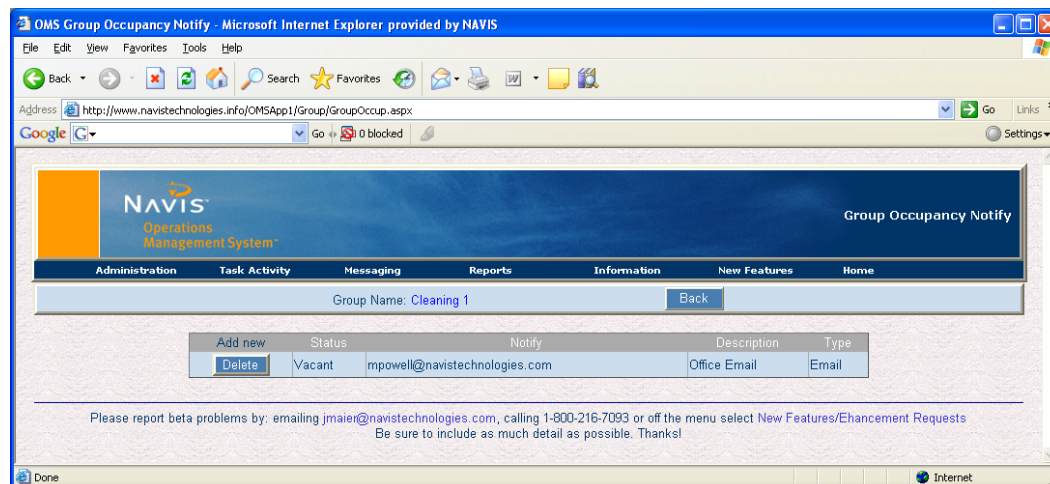 OMS Group Occupancy Notify - Microsoft Internet Explorer provided by NAVIS
File Edit View Favorites Tools Help
Back Search Favorites
Address http://www.navistechnologies.info/OMSApp1/Group/GroupOccup.aspx Go Links
Google G Go 0 blocked Settings
NAVIS
Operations
Management System
Group Occupancy Notify
Administration Task Activity Messaging Reports Information New Features Home
Group Name: Cleaning 1 Back
Add new Status Notify Description Type
Delete Vacant mpowell@navistechnologies.com Office Email Email
Please report beta problems by: emailing jmaier@navistechnologies.com, calling 1-800-216-7093 or off the menu select New Features/Ehancement Requests
Be sure to include as much detail as possible. Thanks!
Done Internet